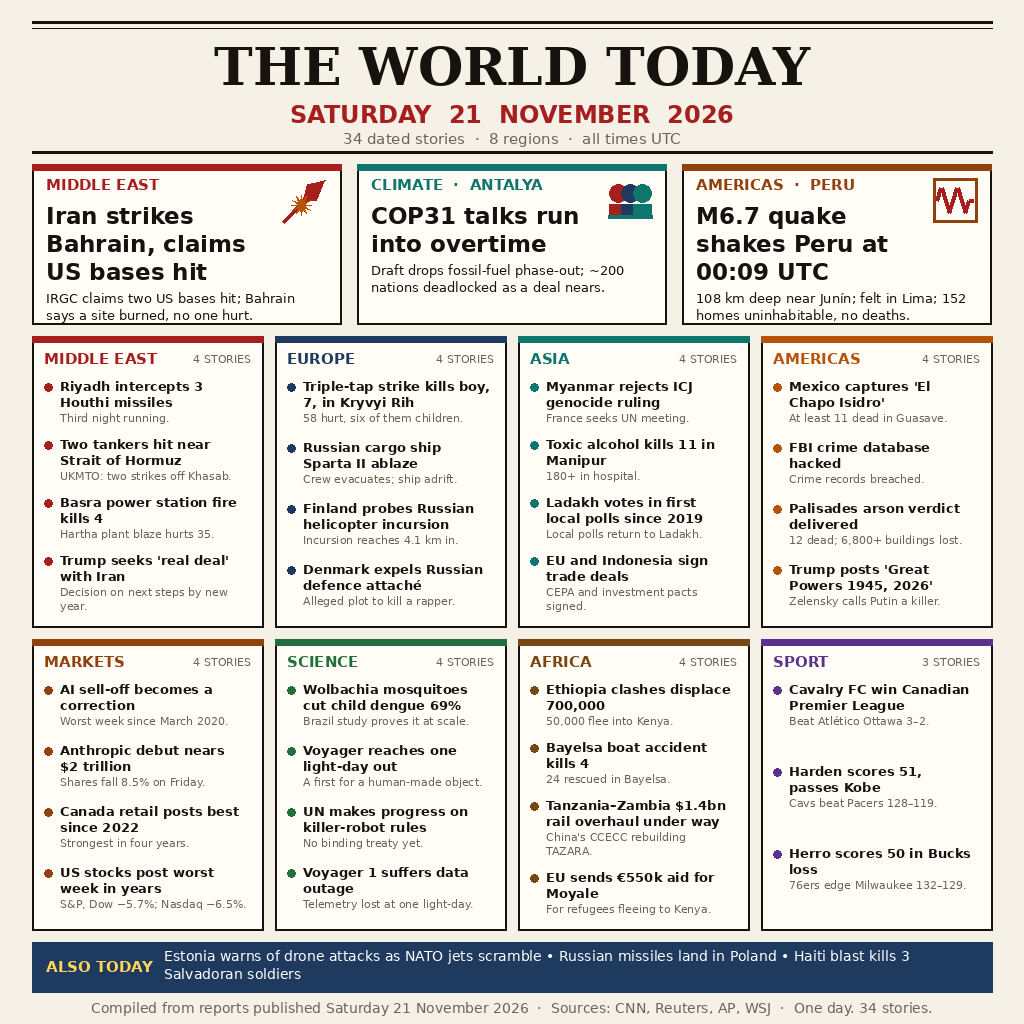 THE WORLD TODAY
SATURDAY 21 NOVEMBER 2026
34 dated stories · 8 regions · all times UTC
MIDDLE EAST
Iran strikes
Bahrain, claims
US bases hit
IRGC claims two US bases hit; Bahrain
says a site burned, no one hurt.
CLIMATE · ANTALYA
COP31 talks run
into overtime
Draft drops fossil-fuel phase-out; ~200
nations deadlocked as a deal nears.
AMERICAS · PERU
M6.7 quake
shakes Peru at
00:09 UTC
108 km deep near Junín; felt in Lima; 152
homes uninhabitable, no deaths.
MIDDLE EAST 4 STORIES
Riyadh intercepts 3
Houthi missiles
Third night running.
Two tankers hit near
Strait of Hormuz
UKMTO: two strikes off Khasab.
Basra power station fire
kills 4
Hartha plant blaze hurts 35.
Trump seeks 'real deal'
with Iran
Decision on next steps by new
year.
EUROPE 4 STORIES
Triple-tap strike kills boy,
7, in Kryvyi Rih
58 hurt, six of them children.
Russian cargo ship
Sparta II ablaze
Crew evacuates; ship adrift.
Finland probes Russian
helicopter incursion
Incursion reaches 4.1 km in.
Denmark expels Russian
defence attaché
Alleged plot to kill a rapper.
ASIA 4 STORIES
Myanmar rejects ICJ
genocide ruling
France seeks UN meeting.
Toxic alcohol kills 11 in
Manipur
180+ in hospital.
Ladakh votes in first
local polls since 2019
Local polls return to Ladakh.
EU and Indonesia sign
trade deals
CEPA and investment pacts
signed.
AMERICAS 4 STORIES
Mexico captures 'El
Chapo Isidro'
At least 11 dead in Guasave.
FBI crime database
hacked
Crime records breached.
Palisades arson verdict
delivered
12 dead; 6,800+ buildings lost.
Trump posts 'Great
Powers 1945, 2026'
Zelensky calls Putin a killer.
MARKETS 4 STORIES
AI sell-off becomes a
correction
Worst week since March 2020.
Anthropic debut nears
$2 trillion
Shares fall 8.5% on Friday.
Canada retail posts best
since 2022
Strongest in four years.
US stocks post worst
week in years
S&P, Dow −5.7%; Nasdaq −6.5%.
SCIENCE 4 STORIES
Wolbachia mosquitoes
cut child dengue 69%
Brazil study proves it at scale.
Voyager reaches one
light-day out
A first for a human-made object.
UN makes progress on
killer-robot rules
No binding treaty yet.
Voyager 1 suffers data
outage
Telemetry lost at one light-day.
AFRICA 4 STORIES
Ethiopia clashes displace
700,000
50,000 flee into Kenya.
Bayelsa boat accident
kills 4
24 rescued in Bayelsa.
Tanzania–Zambia $1.4bn
rail overhaul under way
China's CCECC rebuilding
TAZARA.
EU sends €550k aid for
Moyale
For refugees fleeing to Kenya.
SPORT 3 STORIES
Cavalry FC win Canadian
Premier League
Beat Atlético Ottawa 3–2.
Harden scores 51,
passes Kobe
Cavs beat Pacers 128–119.
Herro scores 50 in Bucks
loss
76ers edge Milwaukee 132–129.
ALSO TODAY Estonia warns of drone attacks as NATO jets scramble • Russian missiles land in Poland • Haiti blast kills 3
Salvadoran soldiers
Compiled from reports published Saturday 21 November 2026 · Sources: CNN, Reuters, AP, WSJ · One day. 34 stories.